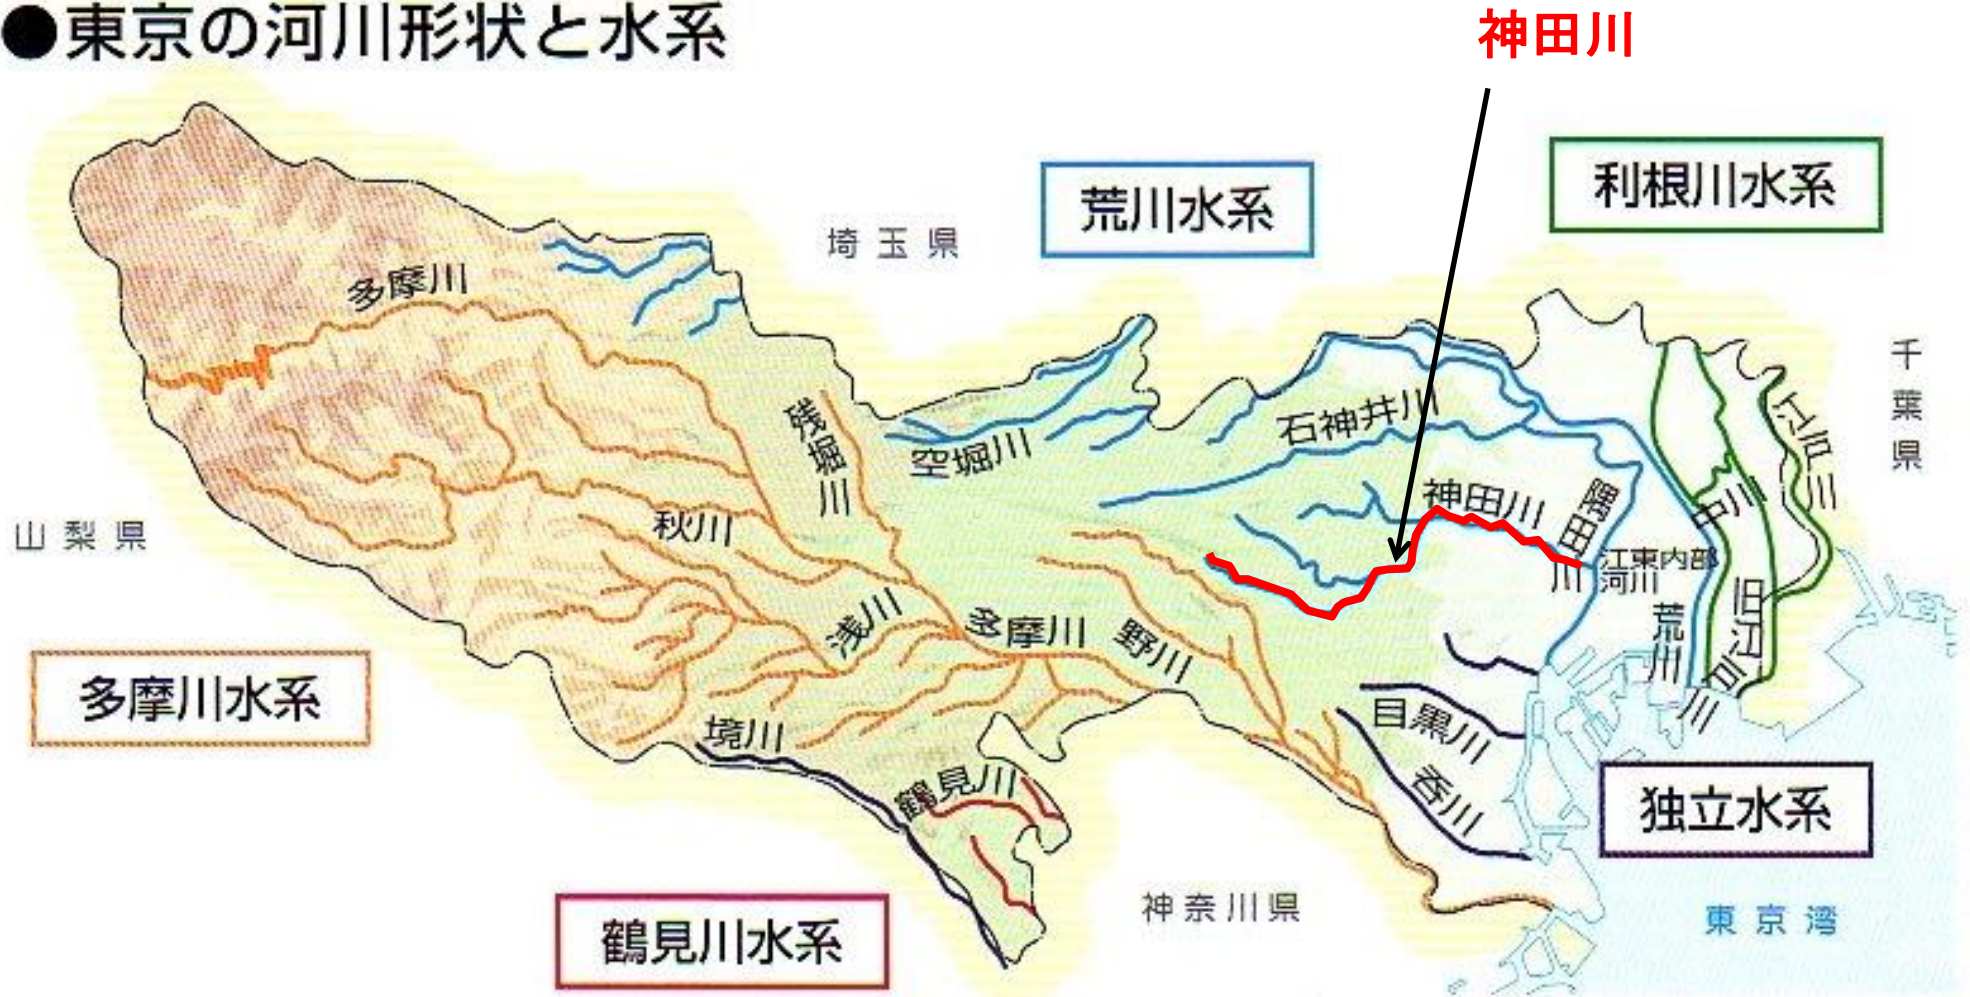 ●東京の河川形状と水系
神田川
利根川水系
荒川水系
埼玉県
千葉県
多摩川
残堀川
空堀川
石神井川
江戸川
神田川
隅田川
中川
江東内部
河川
荒川
旧江戸川
山梨県
秋川
浅川
多摩川
野川
多摩川水系
境川
鶴見川
目黒川
呑川
独立水系
鶴見川水系
神奈川県
東京湾